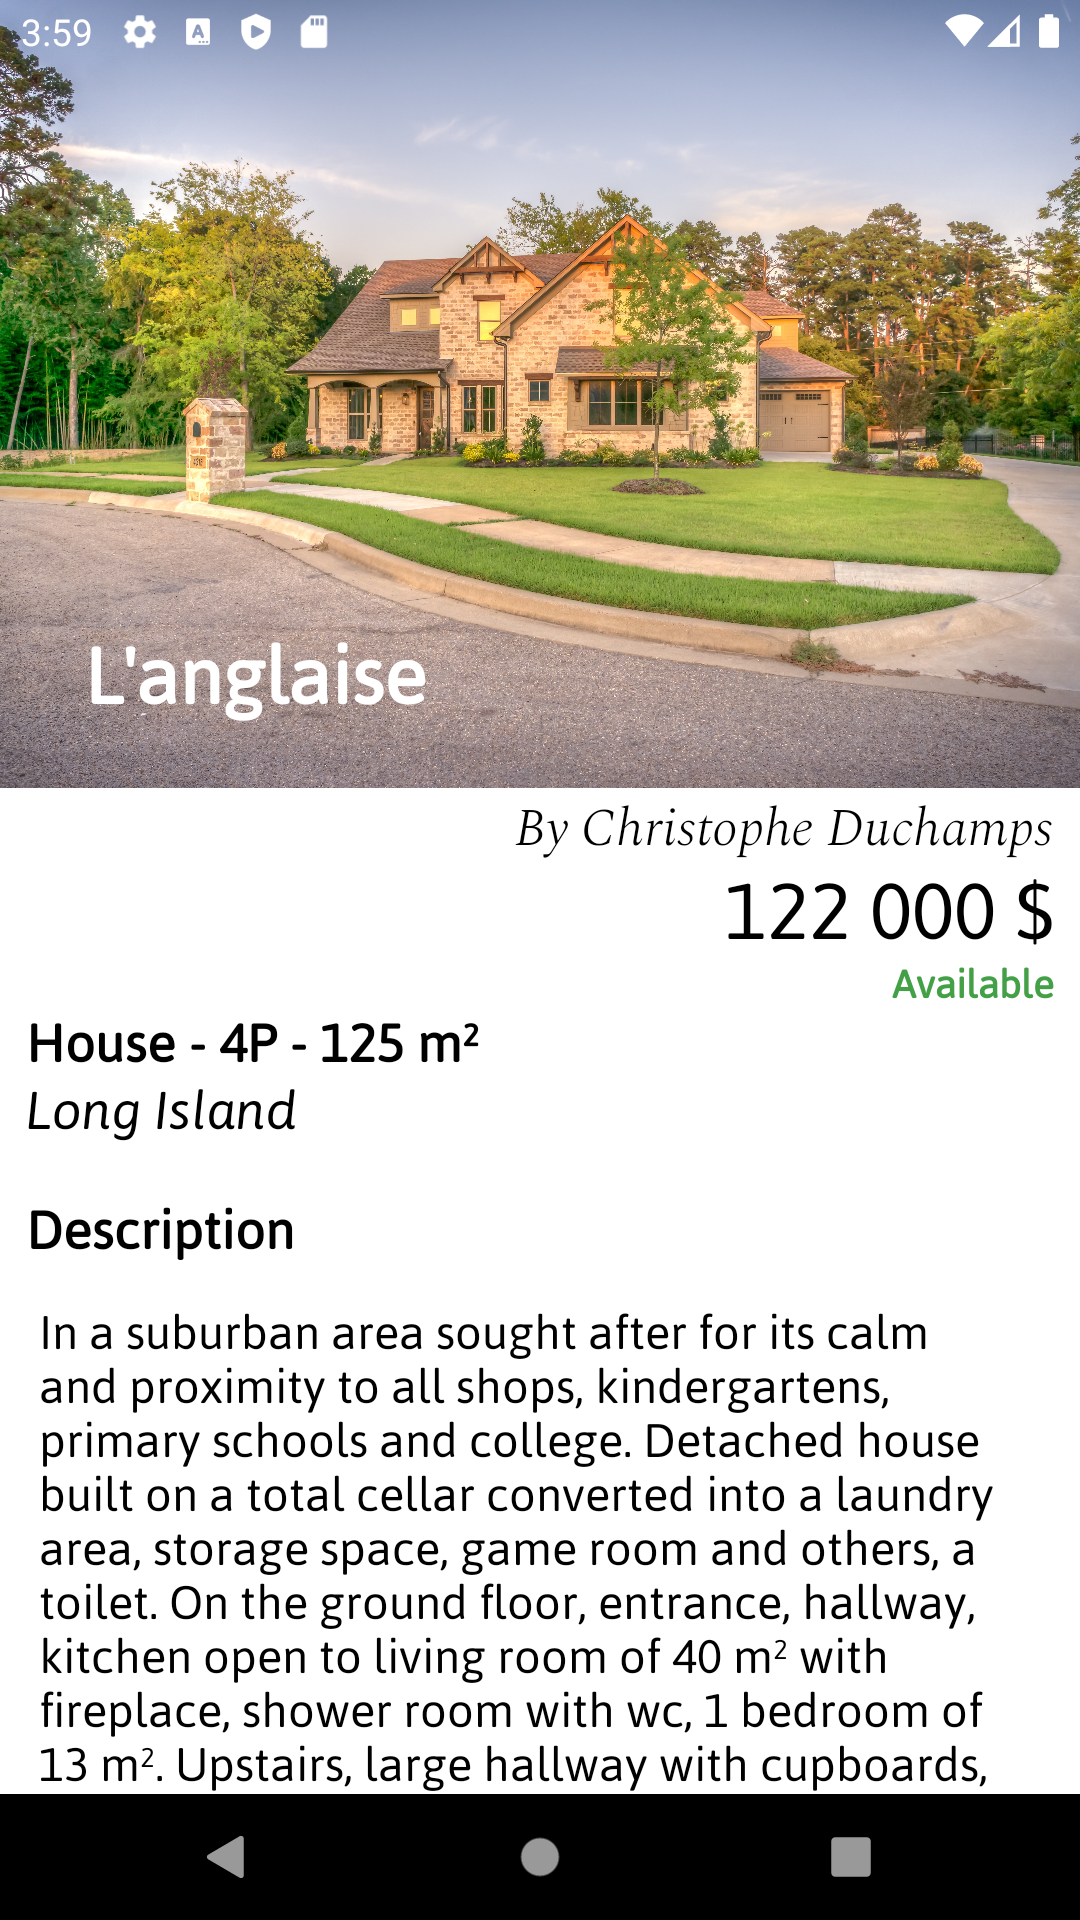 3:59
L'anglaise
By Christophe Duchamps
122 000 $
Available
House - 4P - 125 m²
Long Island
Description
In a suburban area sought after for its calm
and proximity to all shops, kindergartens,
primary schools and college. Detached house
built on a total cellar converted into a laundry
area, storage space, game room and others, a
toilet. On the ground floor, entrance, hallway,
kitchen open to living room of 40 m² with
fireplace, shower room with wc, 1 bedroom of
13 m². Upstairs, large hallway with cupboards,